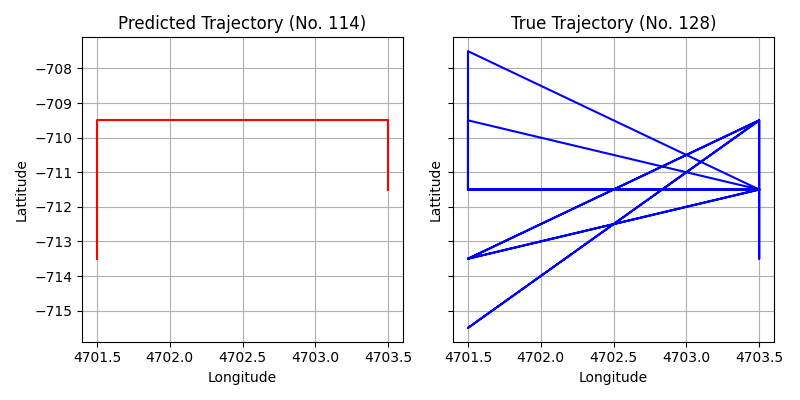 Predicted Trajectory (No. 114)
True Trajectory (No. 128)
−708
−709
−710
−711
−712
−713
−714
−715
Lattitude
Lattitude
4701.5 4702.0 4702.5 4703.0 4703.5
4701.5 4702.0 4702.5 4703.0 4703.5
Longitude
Longitude